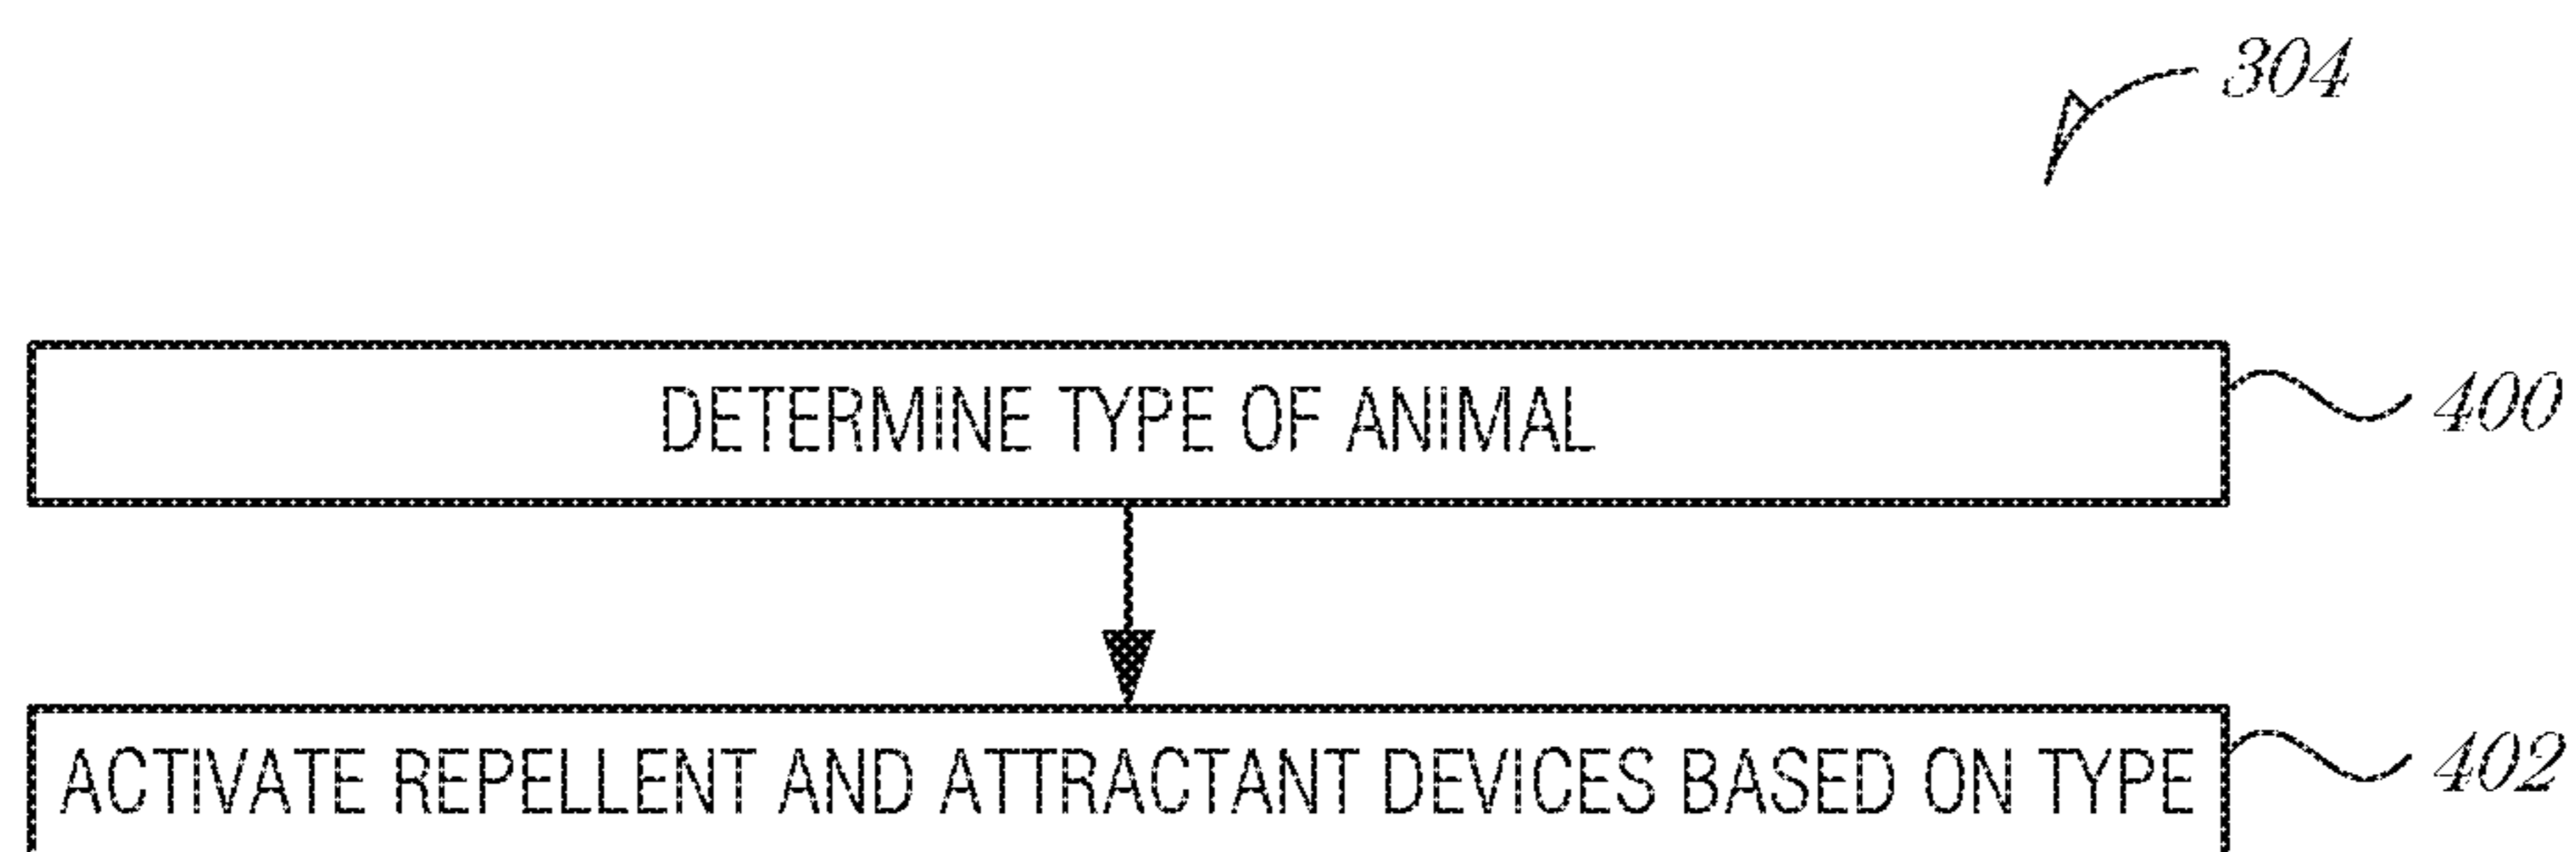 304
DETERMINE TYPE OF ANIMAL
400
ACTIVATE REPELLENT AND ATTRACTANT DEVICES BASED ON TYPE
402